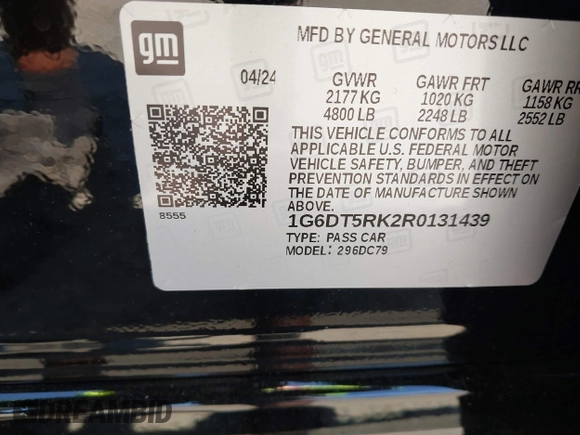 gm
MFD BY GENERAL MOTORS LLC
04/24
GVWR GAWR FRT GAWR RR
2177 KG 1020 KG 1158 KG
4800 LB 2248 LB 2552 LB
THIS VEHICLE CONFORMS TO ALL
APPLICABLE U.S. FEDERAL MOTOR
VEHICLE SAFETY, BUMPER, AND THEFT
PREVENTION STANDARDS IN EFFECT ON
THE DATE OF MANUFACTURE SHOWN
ABOVE.
8555
1G6DT5RK2R0131439
TYPE: PASS CAR
MODEL: 296DC79
DREAMBID